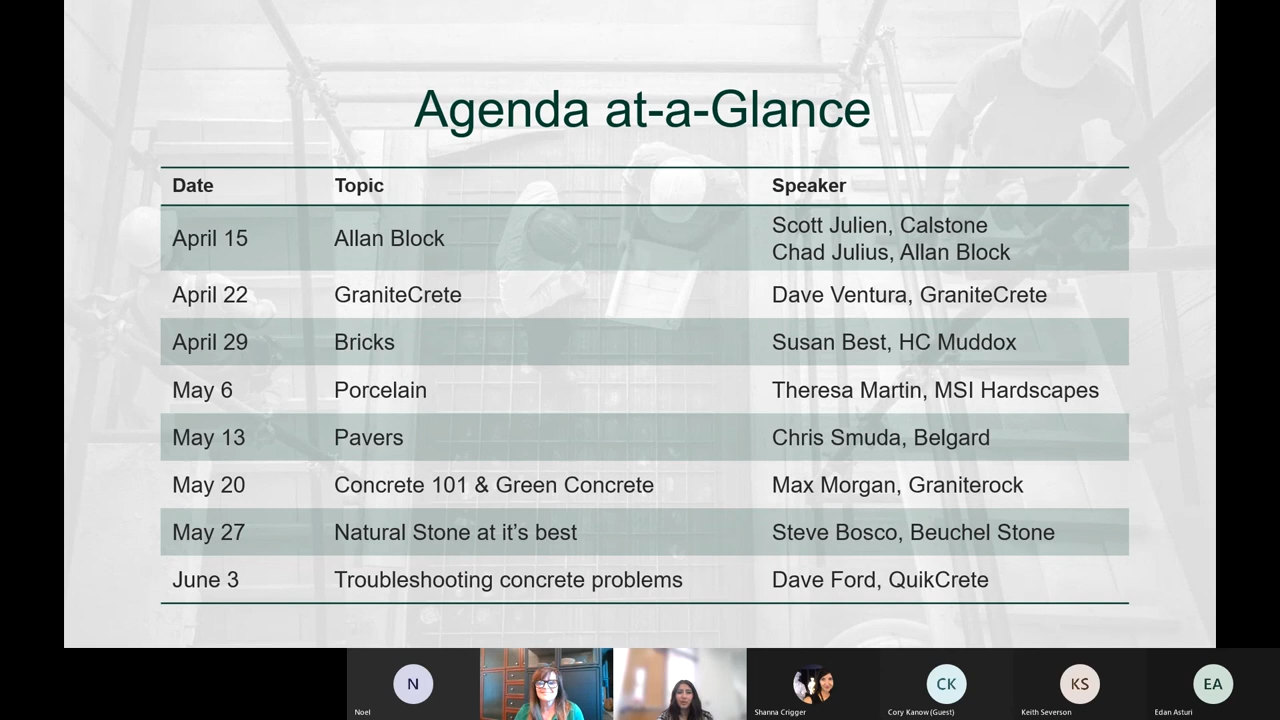 Agenda at-a-Glance
Date Topic Speaker
April 15 Allan Block Scott Julien, Calstone
Chad Julius, Allan Block
April 22 GraniteCrete Dave Ventura, GraniteCrete
April 29 Bricks Susan Best, HC Muddox
May 6 Porcelain Theresa Martin, MSI Hardscapes
May 13 Pavers Chris Smuda, Belgard
May 20 Concrete 101 & Green Concrete Max Morgan, Graniterock
May 27 Natural Stone at it’s best Steve Bosco, Beuchel Stone
June 3 Troubleshooting concrete problems Dave Ford, QuikCrete
N CK KS EA
Noel Shanna Crigger Cory Kanow (Guest) Keith Severson Edan Asturi